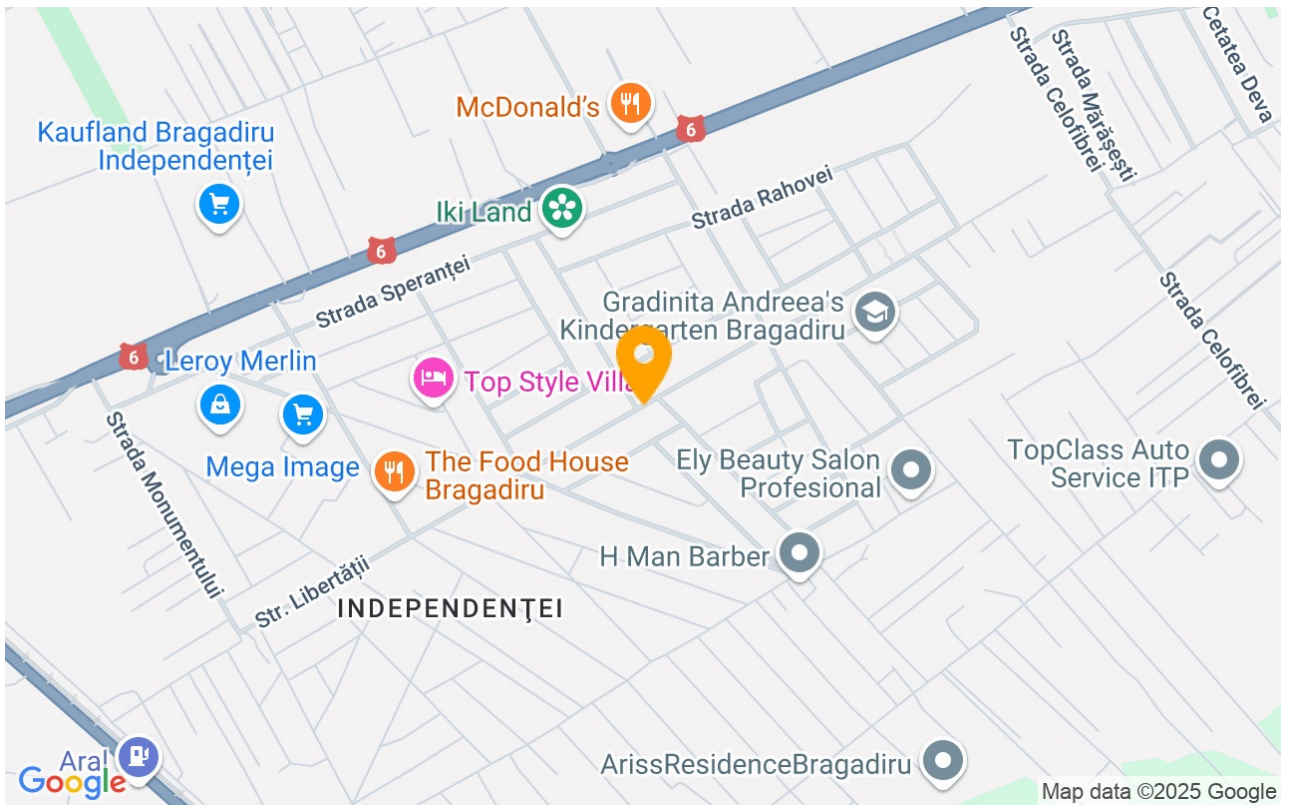 Cetatea Deva
Strada Celofibrei
Strada Mărășești
McDonald's
6
Kaufland Bragadiru
Independenței
Strada Rahovei
Iki Land
6
Strada Speranței
Gradinita Andreea's
Kindergarten Bragadiru
Strada Celofibrei
6
Leroy Merlin
Top Style Villa
Strada Monumentului
Mega Image
The Food House
Bragadiru
Ely Beauty Salon
Profesional
TopClass Auto
Service ITP
H Man Barber
Str. Libertății
INDEPENDENŢEI
Aral
Google
ArissResidenceBragadiru
Map data ©2025 Google